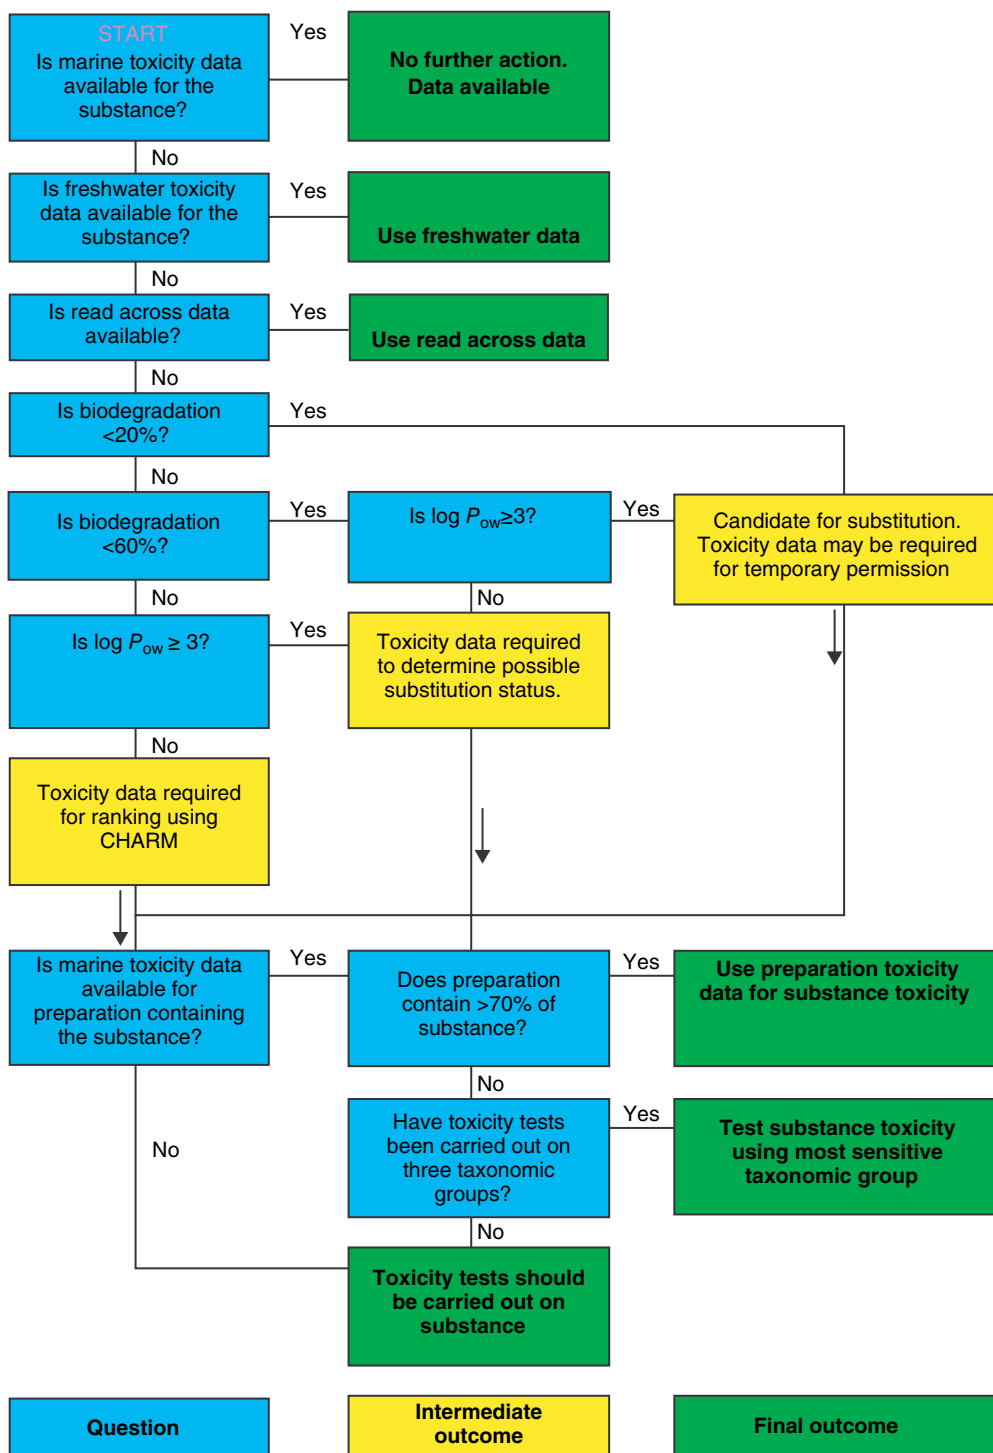 START
Is marine toxicity data
available for the
substance?
Yes
No further action.
Data available
No
Is freshwater toxicity
data available for the
substance?
Yes
Use freshwater data
No
Is read across data
available?
Yes
Use read across data
No
Is biodegradation
<20%?
Yes
No
Is biodegradation
<60%?
Yes
Is log Pow≥3?
Yes
Candidate for substitution.
Toxicity data may be required
for temporary permission
No
No
Is log Pow ≥ 3?
Yes
Toxicity data required
to determine possible
substitution status.
No
Toxicity data required
for ranking using
CHARM
Is marine toxicity data
available for
preparation containing
the substance?
Yes
Does preparation
contain >70% of
substance?
Yes
Use preparation toxicity
data for substance toxicity
No
No
Have toxicity tests
been carried out on
three taxonomic
groups?
Yes
Test substance toxicity
using most sensitive
taxonomic group
No
Toxicity tests should
be carried out on
substance
Question
Intermediate
outcome
Final outcome